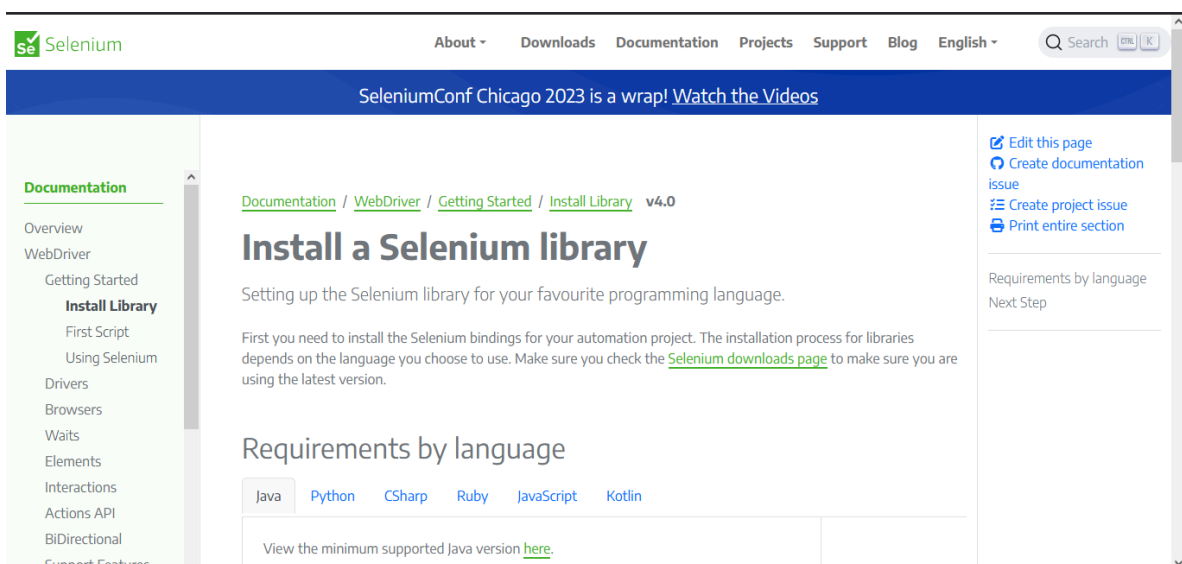 Se Selenium
About Downloads Documentation Projects Support Blog English Search CTRL K
SeleniumConf Chicago 2023 is a wrap! Watch the Videos
Documentation
Overview
WebDriver
Getting Started
Install Library
First Script
Using Selenium
Drivers
Browsers
Waits
Elements
Interactions
Actions API
BiDirectional
Support Features
Documentation / WebDriver / Getting Started / Install Library v4.0
Install a Selenium library
Setting up the Selenium library for your favourite programming language.
First you need to install the Selenium bindings for your automation project. The installation process for libraries
depends on the language you choose to use. Make sure you check the Selenium downloads page to make sure you are
using the latest version.
Requirements by language
Java Python CSharp Ruby JavaScript Kotlin
View the minimum supported Java version here.
Edit this page
Create documentation
issue
Create project issue
Print entire section
Requirements by language
Next Step